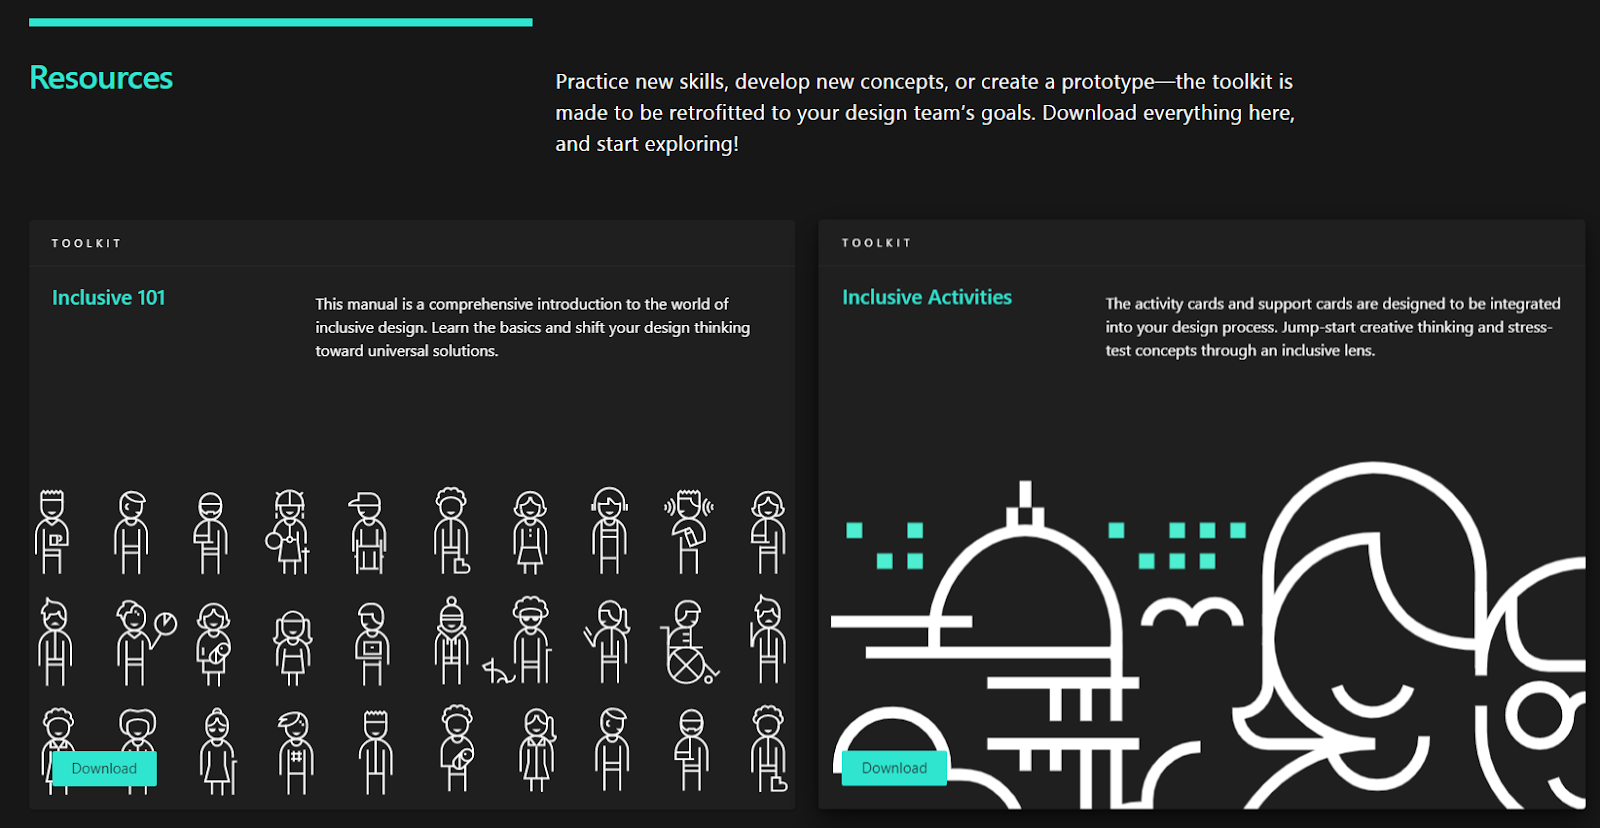 Resources
Practice new skills, develop new concepts, or create a prototype—the toolkit is
made to be retrofitted to your design team’s goals. Download everything here,
and start exploring!
TOOLKIT
Inclusive 101
This manual is a comprehensive introduction to the world of
inclusive design. Learn the basics and shift your design thinking
toward universal solutions.
Download
TOOLKIT
Inclusive Activities
The activity cards and support cards are designed to be integrated
into your design process. Jump-start creative thinking and stress-
test concepts through an inclusive lens.
Download